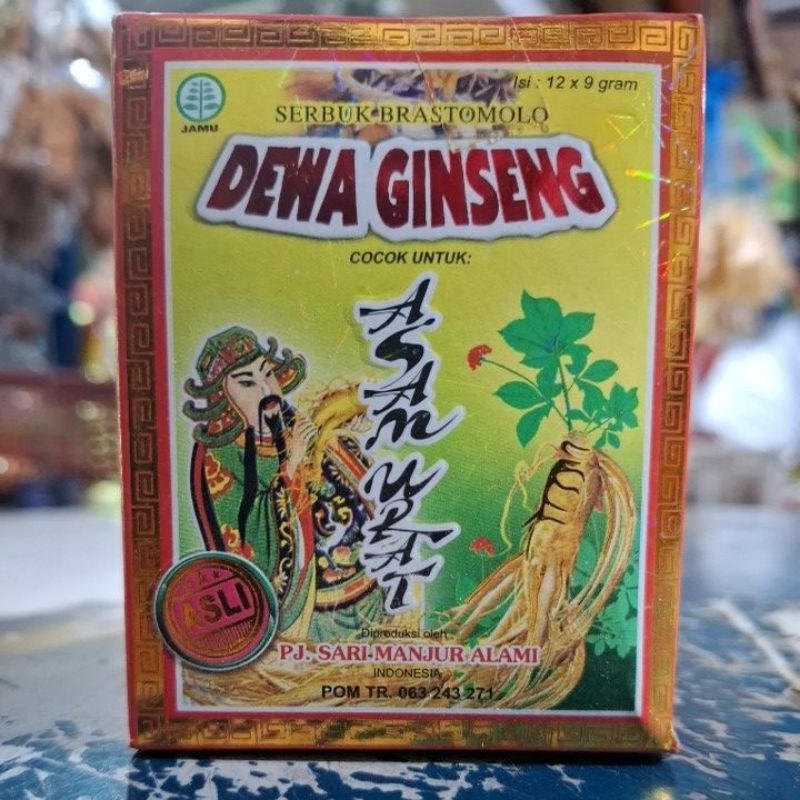 Isi : 12 x 9 gram
JAMU
SERBUK BRASTOMOLO
DEWA GINSENG
COCOK UNTUK:
ASAM URAT
ASLI
Diproduksi oleh
PJ. SARI MANJUR ALAMI
INDONESIA
POM TR. 063 243 271